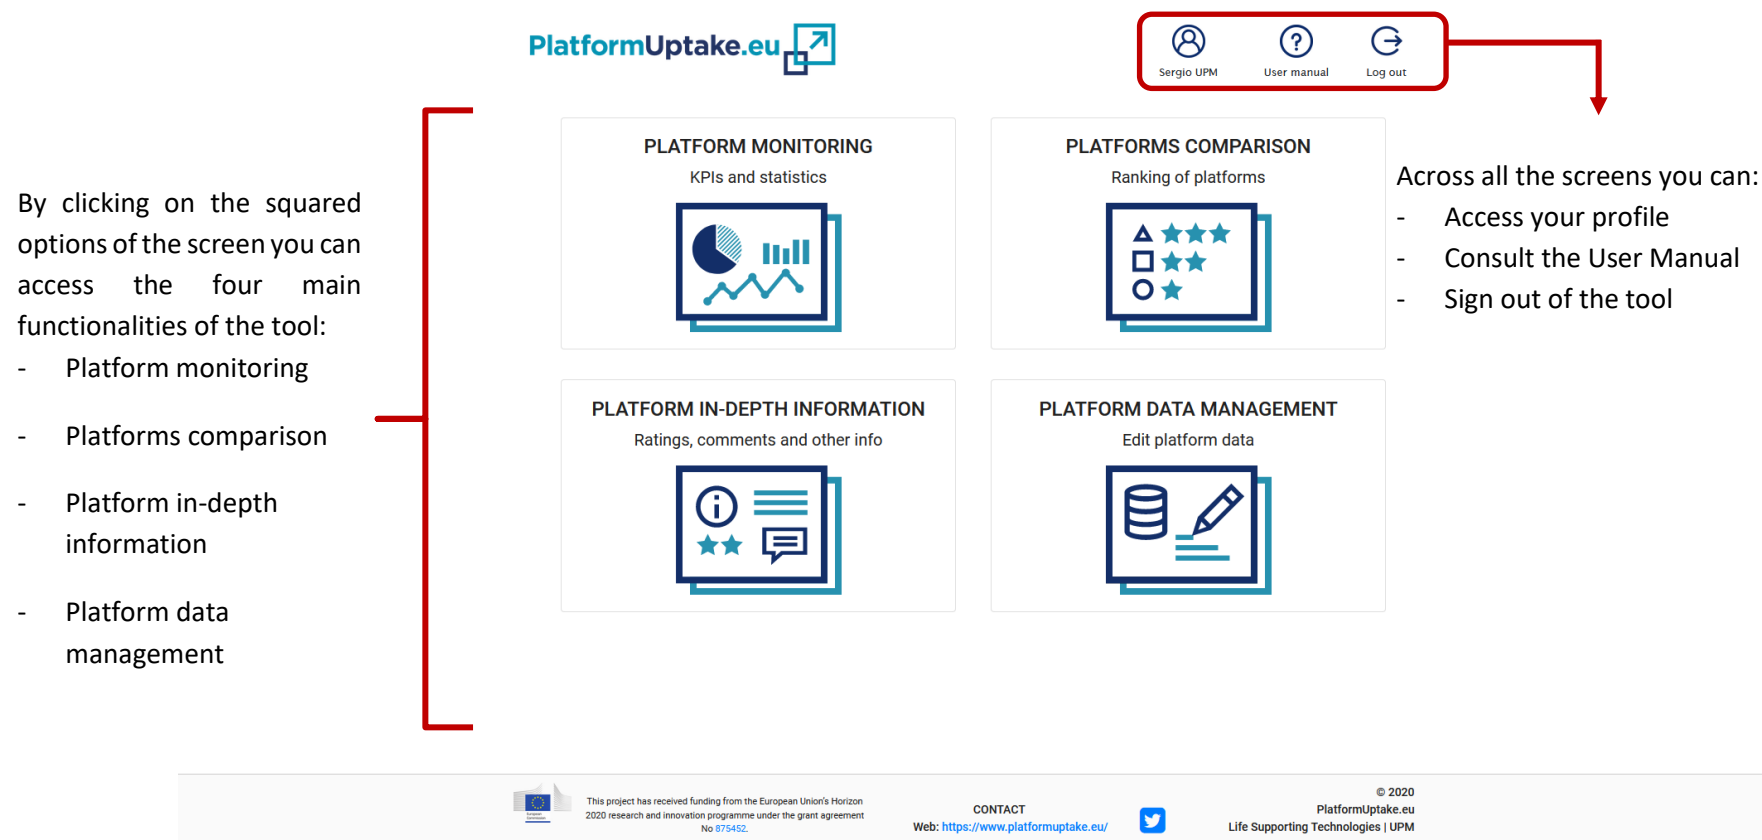 PlatformUptake.eu
Sergio UPM
User manual
Log out
By clicking on the squared
options of the screen you can
access the four main
functionalities of the tool:
- Platform monitoring
- Platforms comparison
- Platform in-depth
information
- Platform data
management
PLATFORM MONITORING
KPIs and statistics
PLATFORMS COMPARISON
Ranking of platforms
PLATFORM IN-DEPTH INFORMATION
Ratings, comments and other info
PLATFORM DATA MANAGEMENT
Edit platform data
Across all the screens you can:
- Access your profile
- Consult the User Manual
- Sign out of the tool
This project has received funding from the European Union's Horizon
2020 research and innovation programme under the grant agreement
No 875452.
CONTACT
Web: https://www.platformuptake.eu/
© 2020
PlatformUptake.eu
Life Supporting Technologies | UPM